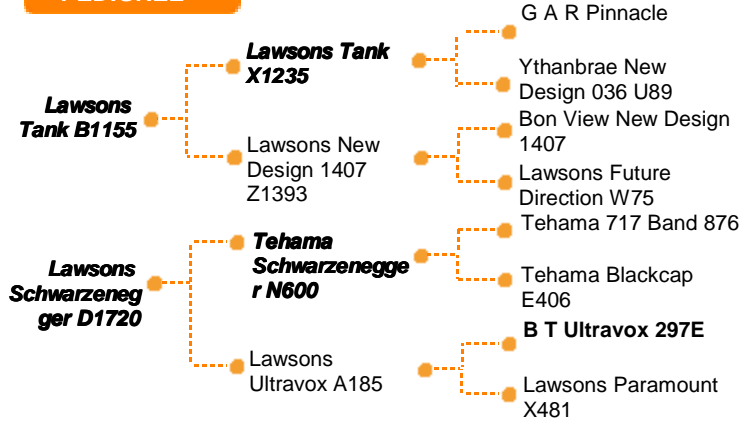 G A R Pinnacle
Lawsons Tank
X1235
Ythanbrae New
Design 036 U89
Lawsons
Tank B1155
Bon View New Design
1407
Lawsons New
Design 1407
Z1393
Lawsons Future
Direction W75
Tehama 717 Band 876
Tehama
Schwarzenegge
r N600
Tehama Blackcap
E406
Lawsons
Schwarzeneg
ger D1720
B T Ultravox 297E
Lawsons
Ultravox A185
Lawsons Paramount
X481